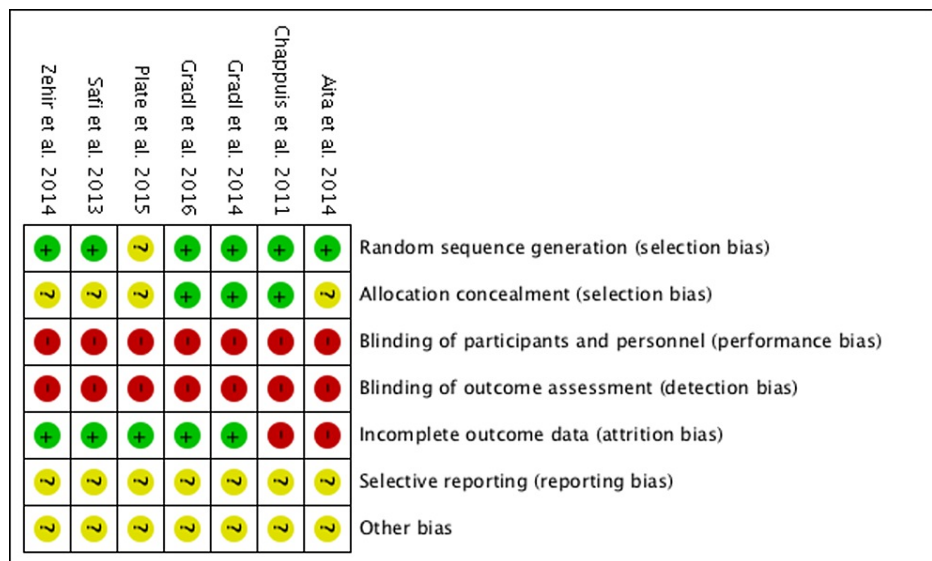 Zehir et al. 2014
Safi et al. 2013
Plate et al. 2015
Gradl et al. 2016
Gradl et al. 2014
Chappuis et al. 2011
Aita et al. 2014
+ + ? + + + + Random sequence generation (selection bias)
? ? ? + + + ? Allocation concealment (selection bias)
- - - - - - - Blinding of participants and personnel (performance bias)
- - - - - - - Blinding of outcome assessment (detection bias)
+ + + + + - - Incomplete outcome data (attrition bias)
? ? ? ? ? ? ? Selective reporting (reporting bias)
? ? ? ? ? ? ? Other bias